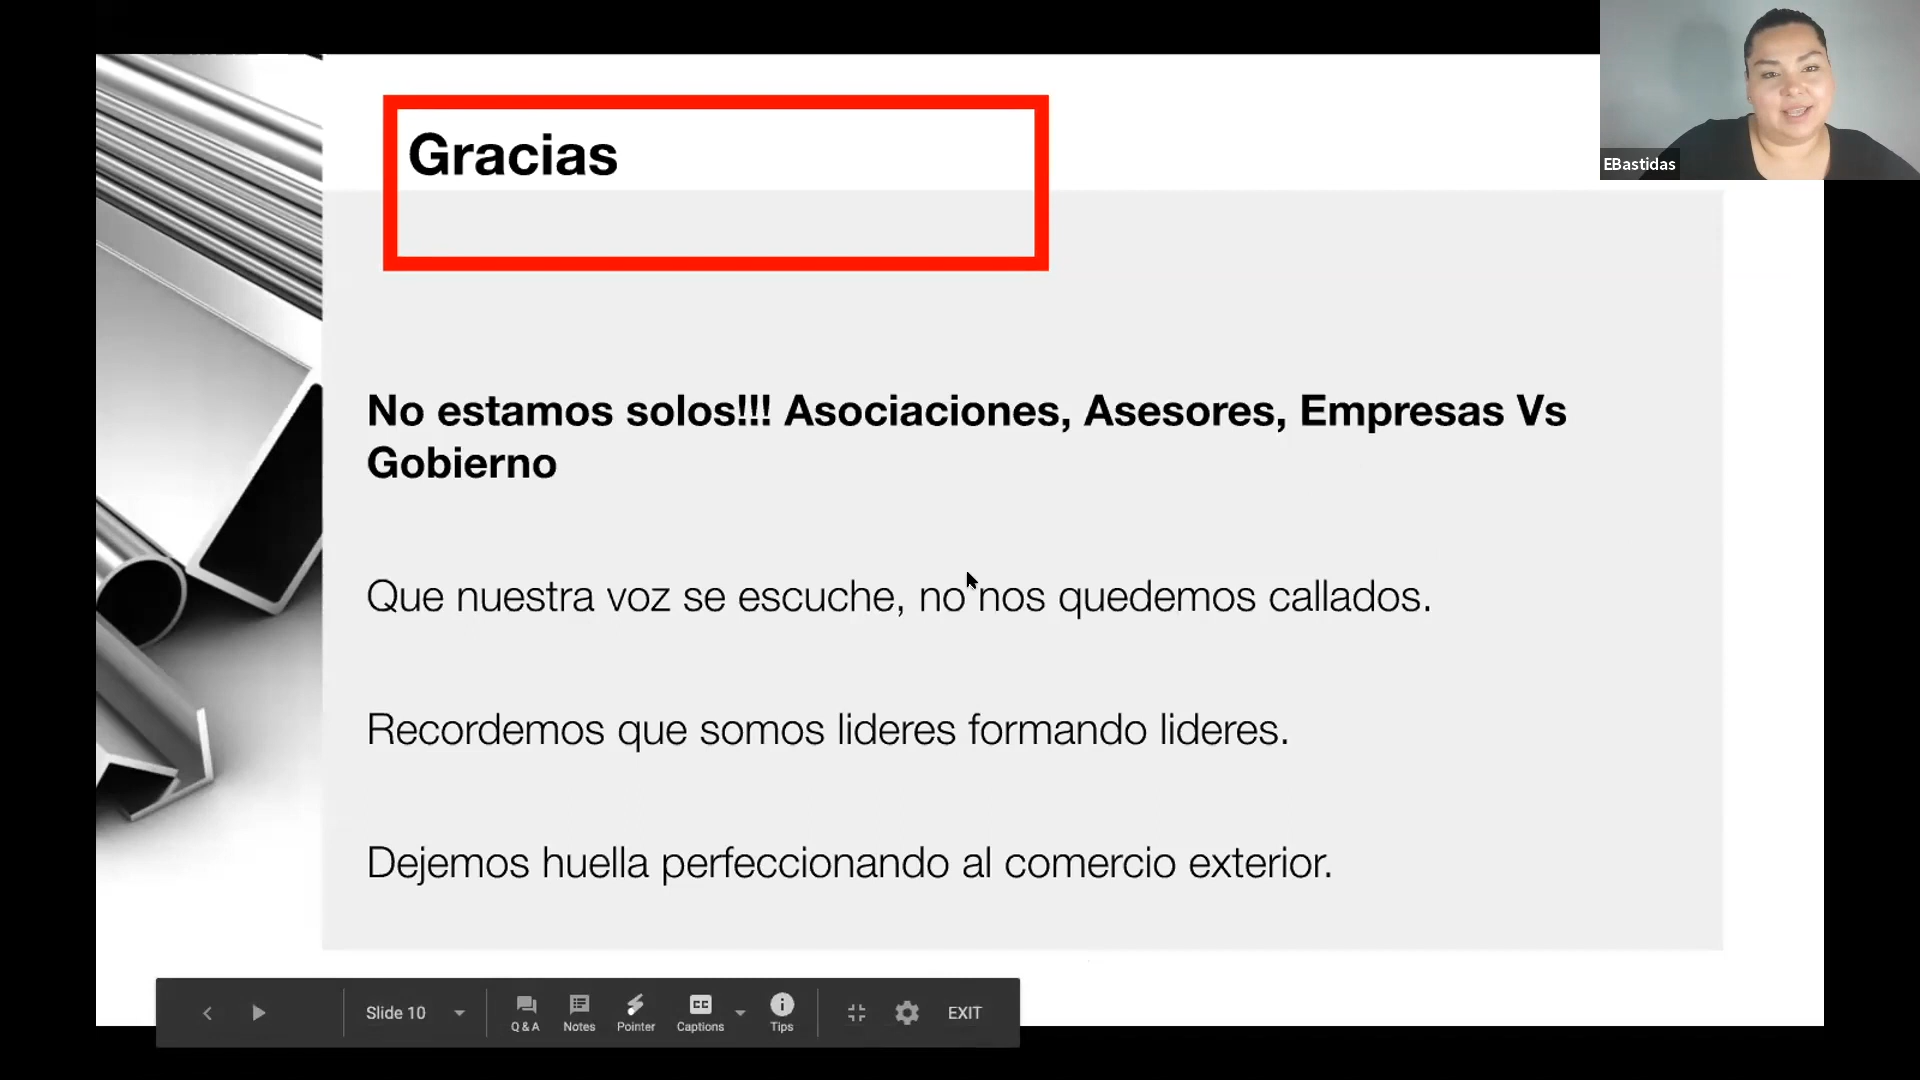 Gracias
EBastidas
No estamos solos!!! Asociaciones, Asesores, Empresas Vs
Gobierno
Que nuestra voz se escuche, no nos quedemos callados.
Recordemos que somos lideres formando lideres.
Dejemos huella perfeccionando al comercio exterior.
Slide 10
Q & A
Notes
Pointer
CC
Captions
Tips
EXIT